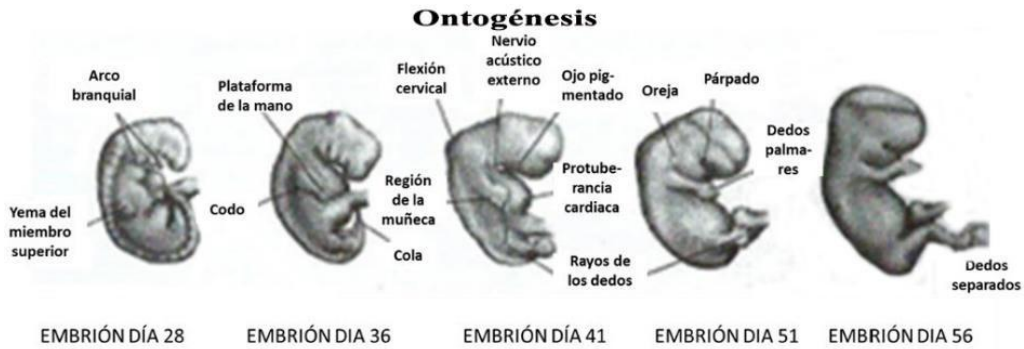 Ontogénesis
Arco
branquial
Yema del
miembro
superior
Plataforma
de la mano
Codo
Cola
Flexión
cervical
Nervio
acústico
externo
Ojo pig-
mentado
Región
de la
muñeca
Protube-
rancia
cardiaca
Rayos de
los dedos
Oreja
Párpado
Dedos
palma-
res
Dedos
separados
EMBRIÓN DÍA 28
EMBRIÓN DIA 36
EMBRIÓN DÍA 41
EMBRIÓN DIA 51
EMBRIÓN DIA 56